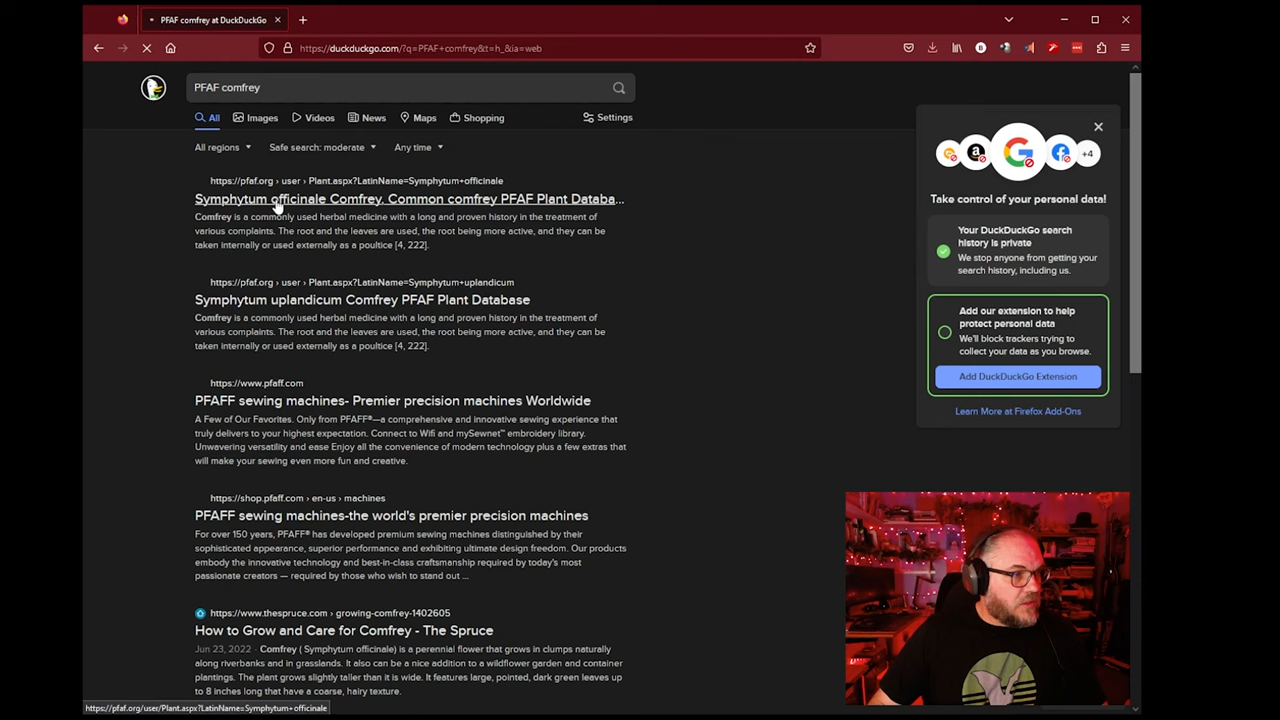 PFAF comfrey at DuckDuckGo
https://duckduckgo.com/?q=PFAF+comfrey&t=h_&ia=web
PFAF comfrey
All Images Videos News Maps Shopping Settings
All regions Safe search: moderate Any time
https://pfaf.org › user › Plant.aspx?LatinName=Symphytum+officinale
Symphytum officinale Comfrey, Common comfrey PFAF Plant Databa...
Comfrey is a commonly used herbal medicine with a long and proven history in the treatment of
various complaints. The root and the leaves are used, the root being more active, and they can be
taken internally or used externally as a poultice [4, 222].
https://pfaf.org › user › Plant.aspx?LatinName=Symphytum+uplandicum
Symphytum uplandicum Comfrey PFAF Plant Database
Comfrey is a commonly used herbal medicine with a long and proven history in the treatment of
various complaints. The root and the leaves are used, the root being more active, and they can be
taken internally or used externally as a poultice [4, 222].
https://www.pfaff.com
PFAFF sewing machines- Premier precision machines Worldwide
A Few of Our Favorites. Only from PFAFF®—a comprehensive and innovative sewing experience that
truly delivers to your highest expectation. Connect to Wifi and mySewnet™ embroidery library.
Unwavering versatility and ease Enjoy all the convenience of modern technology plus a few extras that
will make your sewing even more fun and creative.
https://shop.pfaff.com › en-us › machines
PFAFF sewing machines-the world's premier precision machines
For over 150 years, PFAFF® has developed premium sewing machines distinguished by their
sophisticated appearance, superior performance and exhibiting ultimate design freedom. Our products
embody the innovative technology and best-in-class craftsmanship required by today's most
passionate creators — required by those who wish to stand out ...
https://www.thespruce.com › growing-comfrey-1402605
How to Grow and Care for Comfrey - The Spruce
Jun 23, 2022 · Comfrey ( Symphytum officinale) is a perennial flower that grows in clumps naturally
along riverbanks and in grasslands. It also can be a nice addition to a wildflower garden and container
plantings. The plant grows slightly taller than it is wide. It features large, pointed, dark green leaves up
to 8 inches long that have a coarse, hairy texture.
https://pfaf.org/user/Plant.aspx?LatinName=Symphytum+officinale
+4
Take control of your personal data!
Your DuckDuckGo search
history is private
We stop anyone from getting your
search history, including us.
Add our extension to help
protect personal data
We'll block trackers trying to
collect your data as you browse.
Add DuckDuckGo Extension
Learn More at Firefox Add-Ons